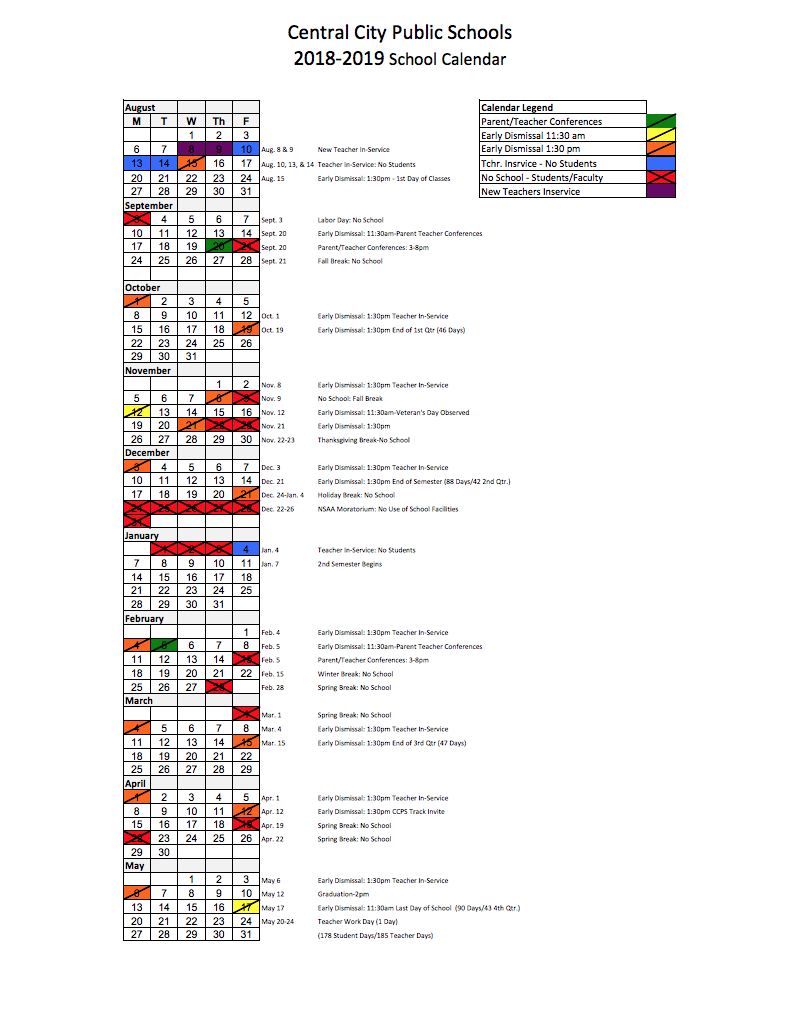 Central City Public Schools
2018-2019 School Calendar
August
Calendar Legend
M T W Th F
Parent/Teacher Conferences
1 2 3
Early Dismissal 11:30 am
6 7 8 9 10 Aug. 8 & 9 New Teacher In-Service
Early Dismissal 1:30 pm
13 14 15 16 17 Aug. 10, 13, & 14 Teacher In-Service: No Students
Tchr. Insrvice - No Students
20 21 22 23 24 Aug. 15 Early Dismissal: 1:30pm - 1st Day of Classes
No School - Students/Faculty
27 28 29 30 31
New Teachers Inservice
September
3 4 5 6 7 Sept. 3 Labor Day: No School
10 11 12 13 14 Sept. 20 Early Dismissal: 11:30am-Parent Teacher Conferences
17 18 19 20 21 Sept. 20 Parent/Teacher Conferences: 3-8pm
24 25 26 27 28 Sept. 21 Fall Break: No School
October
1 2 3 4 5
8 9 10 11 12 Oct. 1 Early Dismissal: 1:30pm Teacher In-Service
15 16 17 18 19 Oct. 19 Early Dismissal: 1:30pm End of 1st Qtr (46 Days)
22 23 24 25 26
29 30 31
November
1 2 Nov. 8 Early Dismissal: 1:30pm Teacher In-Service
5 6 7 8 9 Nov. 9 No School: Fall Break
12 13 14 15 16 Nov. 12 Early Dismissal: 11:30am-Veteran's Day Observed
19 20 21 22 23 Nov. 21 Early Dismissal: 1:30pm
26 27 28 29 30 Nov. 22-23 Thanksgiving Break-No School
December
3 4 5 6 7 Dec. 3 Early Dismissal: 1:30pm Teacher In-Service
10 11 12 13 14 Dec. 21 Early Dismissal: 1:30pm End of Semester (88 Days/42 2nd Qtr.)
17 18 19 20 21 Dec. 24-Jan. 4 Holiday Break: No School
24 25 26 27 28 Dec. 22-26 NSAA Moratorium: No Use of School Facilities
31
January
1 2 3 4 Jan. 4 Teacher In-Service: No Students
7 8 9 10 11 Jan. 7 2nd Semester Begins
14 15 16 17 18
21 22 23 24 25
28 29 30 31
February
1 Feb. 4 Early Dismissal: 1:30pm Teacher In-Service
4 5 6 7 8 Feb. 5 Early Dismissal: 11:30am-Parent Teacher Conferences
11 12 13 14 15 Feb. 5 Parent/Teacher Conferences: 3-8pm
18 19 20 21 22 Feb. 15 Winter Break: No School
25 26 27 28 Feb. 28 Spring Break: No School
March
1 Mar. 1 Spring Break: No School
4 5 6 7 8 Mar. 4 Early Dismissal: 1:30pm Teacher In-Service
11 12 13 14 15 Mar. 15 Early Dismissal: 1:30pm End of 3rd Qtr (47 Days)
18 19 20 21 22
25 26 27 28 29
April
1 2 3 4 5 Apr. 1 Early Dismissal: 1:30pm Teacher In-Service
8 9 10 11 12 Apr. 12 Early Dismissal: 1:30pm CCPS Track Invite
15 16 17 18 19 Apr. 19 Spring Break: No School
22 23 24 25 26 Apr. 22 Spring Break: No School
29 30
May
1 2 3 May 6 Early Dismissal: 1:30pm Teacher In-Service
6 7 8 9 10 May 12 Graduation-2pm
13 14 15 16 17 May 17 Early Dismissal: 11:30am Last Day of School (90 Days/43 4th Qtr.)
20 21 22 23 24 May 20-24 Teacher Work Day (1 Day)
27 28 29 30 31 (178 Student Days/185 Teacher Days)